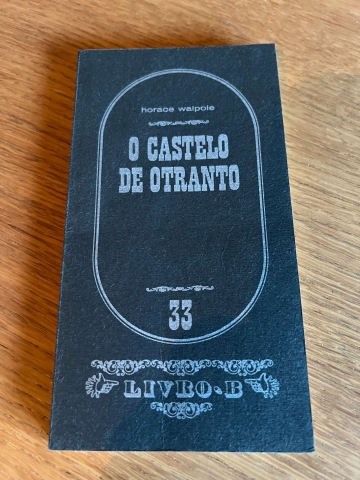 horace walpole
O CASTELO
DE OTRANTO
33
LIVRO-B